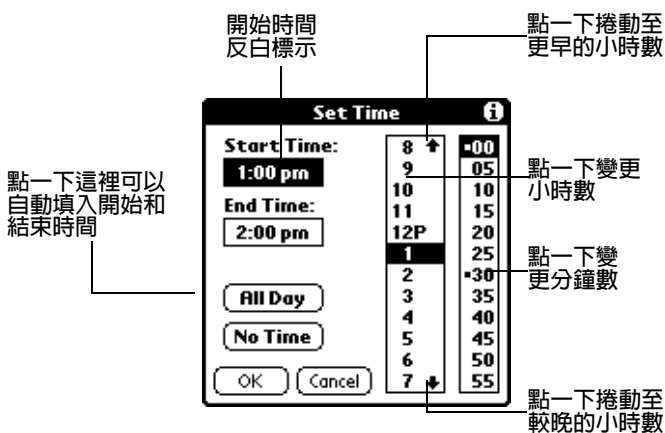 開始時間
反白標示
點一下捲動至
更早的小時數
點一下這裡可以
自動填入開始和
結束時間
Set Time
Start Time:
1:00 pm
End Time:
2:00 pm
All Day
No Time
OK
Cancel
8
9
10
11
12P
1
2
3
4
5
6
7
00
05
10
15
20
25
30
35
40
45
50
55
點一下變更
小時數
點一下變
更分鐘數
點一下捲動至
較晚的小時數